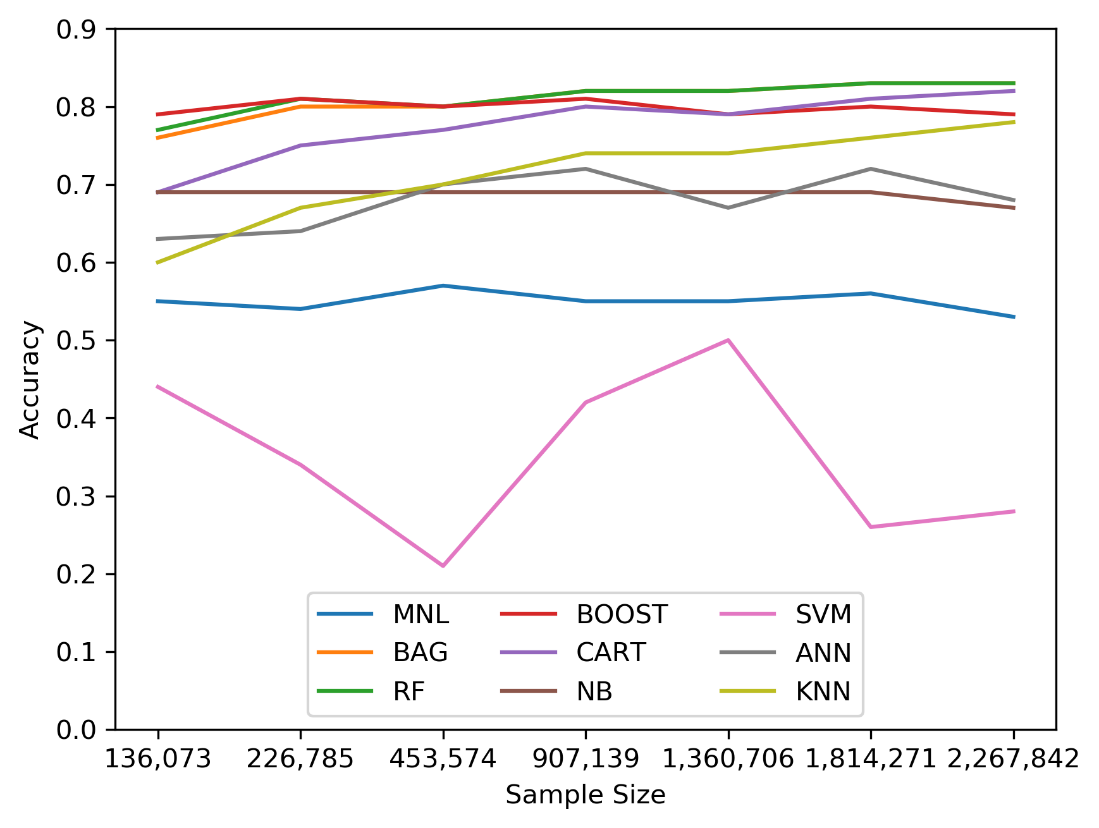 0.9
0.8
0.7
0.6
0.5
0.4
0.3
0.2
0.1
0.0
Accuracy
MNL BOOST SVM
BAG CART ANN
RF NB KNN
136,073 226,785 453,574 907,139 1,360,706 1,814,271 2,267,842
Sample Size